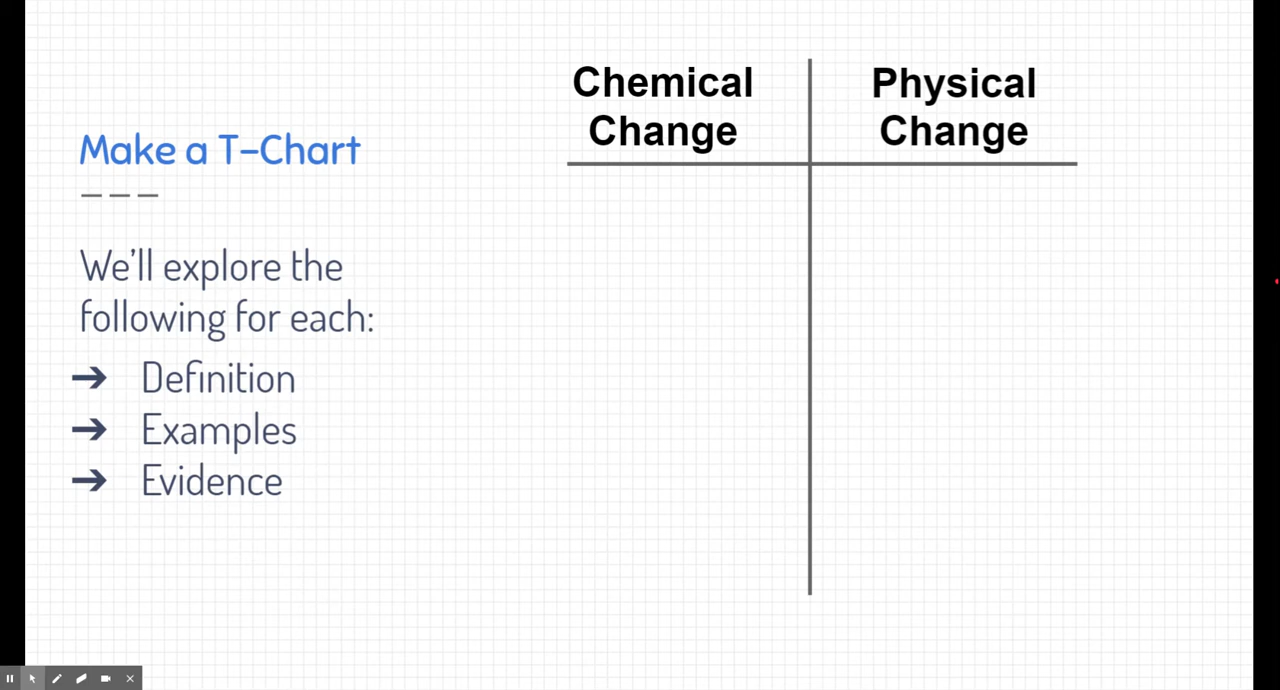 Make a T-Chart
We'll explore the
following for each:
➔ Definition
➔ Examples
➔ Evidence
Chemical
Change
Physical
Change